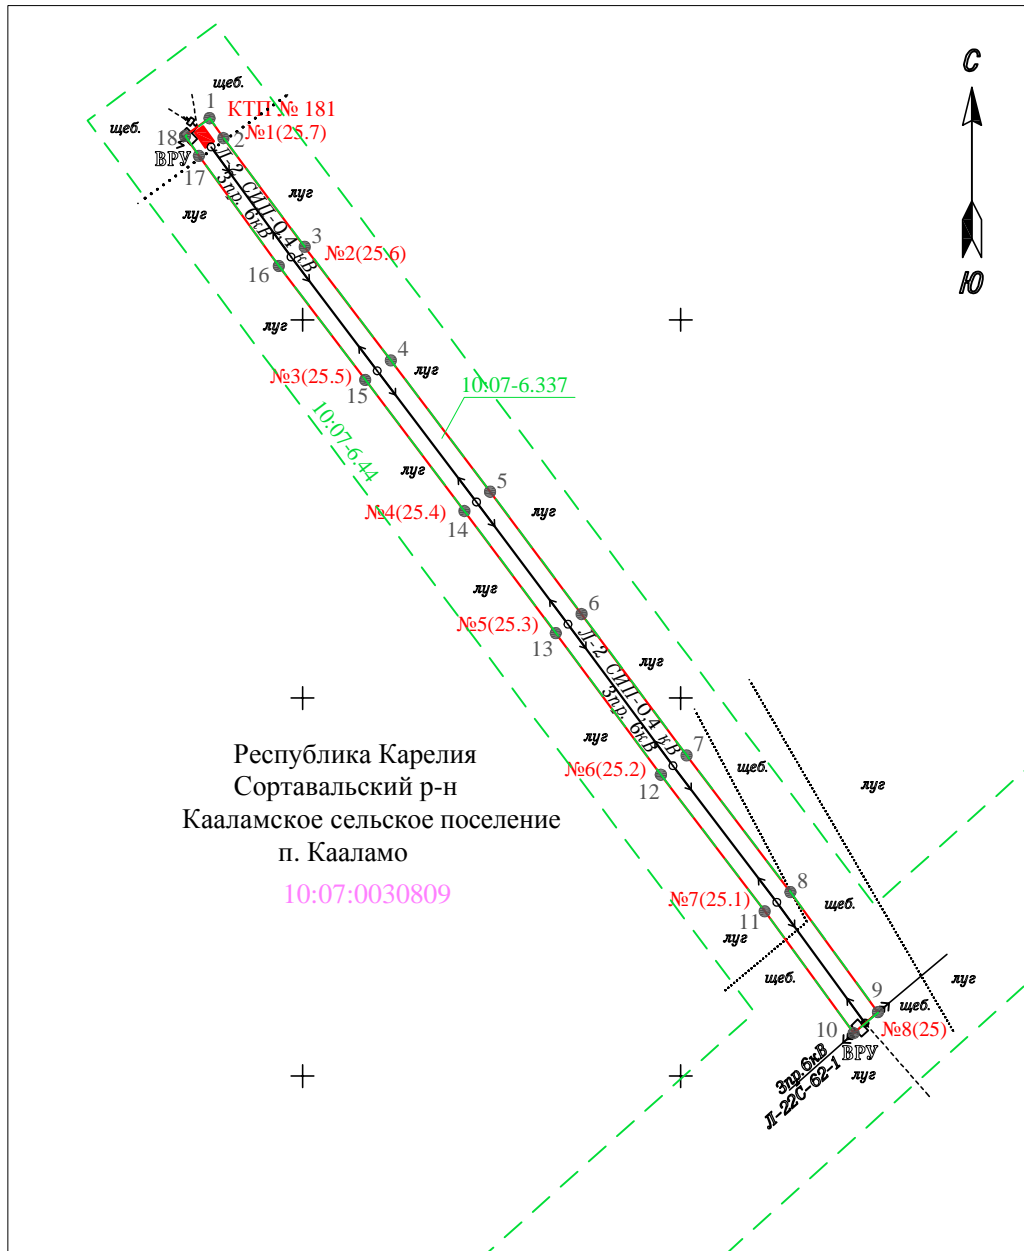 С
Ю
щеб.
1
КТП № 181
щеб.
18
2
№1(25.7)
ВРУ
17
Л-2 СИП-0,4 кВ
3пр. 6кВ
луг
луг
3
№2(25.6)
16
луг
4
луг
№3(25.5)
15
10:07-6.337
10:07-6.44
луг
5
луг
№4(25.4)
14
луг
6
№5(25.3)
13
Л-2 СИП-0,4 кВ
3пр. 6кВ
луг
луг
7
щеб.
№6(25.2)
12
луг
Республика Карелия
Сортавальский р-н
Кааламское сельское поселение
п. Кааламо
10:07:0030809
8
№7(25.1)
11
щеб.
луг
щеб.
луг
9
щеб.
№8(25)
10
ВРУ
луг
3пр.6кВ
Л-22С-62-1